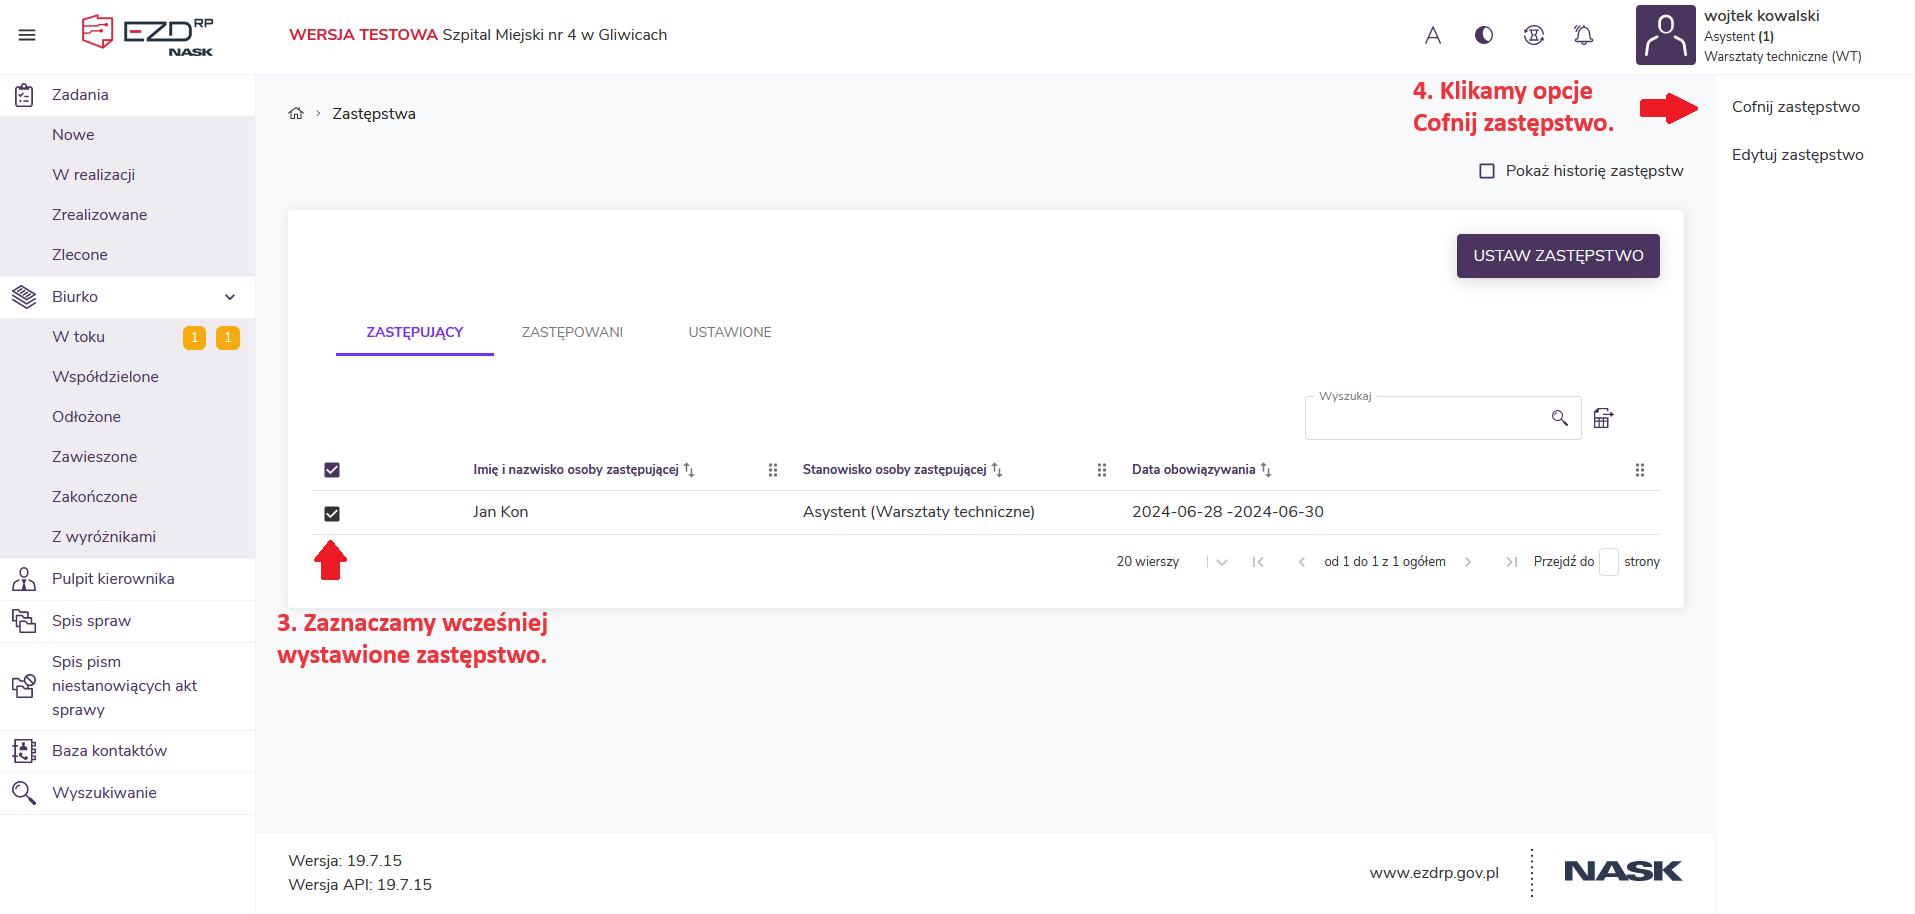 EZD RP
NASK
WERSJA TESTOWA Szpital Miejski nr 4 w Gliwicach
wojtek kowalski
Asystent (1)
Warsztaty techniczne (WT)
Zadania
Nowe
W realizacji
Zrealizowane
Zlecone
Biurko
W toku 1 1
Współdzielone
Odłożone
Zawieszone
Zakończone
Z wyróżnikami
Pulpit kierownika
Spis spraw
Spis pism
niestanowiących akt
sprawy
Baza kontaktów
Wyszukiwanie
Zastępstwa
4. Klikamy opcje
Cofnij zastępstwo.
Cofnij zastępstwo
Edytuj zastępstwo
Pokaż historię zastępstw
USTAW ZASTĘPSTWO
ZASTĘPUJĄCY ZASTĘPOWANI USTAWIONE
Wyszukaj
Imię i nazwisko osoby zastępującej Stanowisko osoby zastępującej Data obowiązywania
Jan Kon Asystent (Warsztaty techniczne) 2024-06-28 -2024-06-30
20 wierszy od 1 do 1 z 1 ogółem Przejdź do strony
3. Zaznaczamy wcześniej
wystawione zastępstwo.
Wersja: 19.7.15
Wersja API: 19.7.15
www.ezdrp.gov.pl
NASK